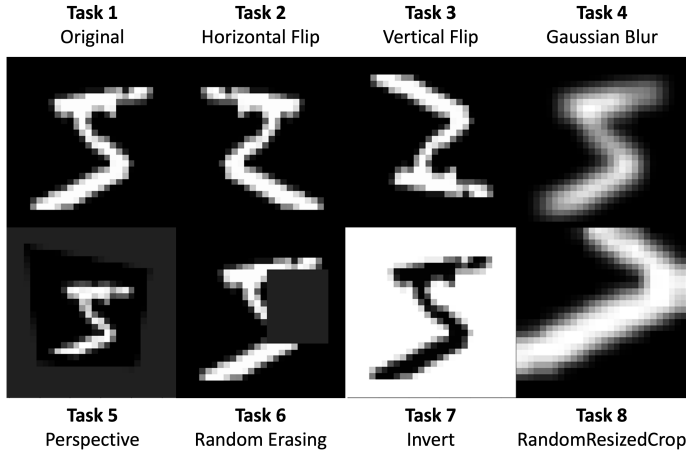 Task 1 Task 2 Task 3 Task 4
Original Horizontal Flip Vertical Flip Gaussian Blur
Task 5 Task 6 Task 7 Task 8
Perspective Random Erasing Invert RandomResizedCrop